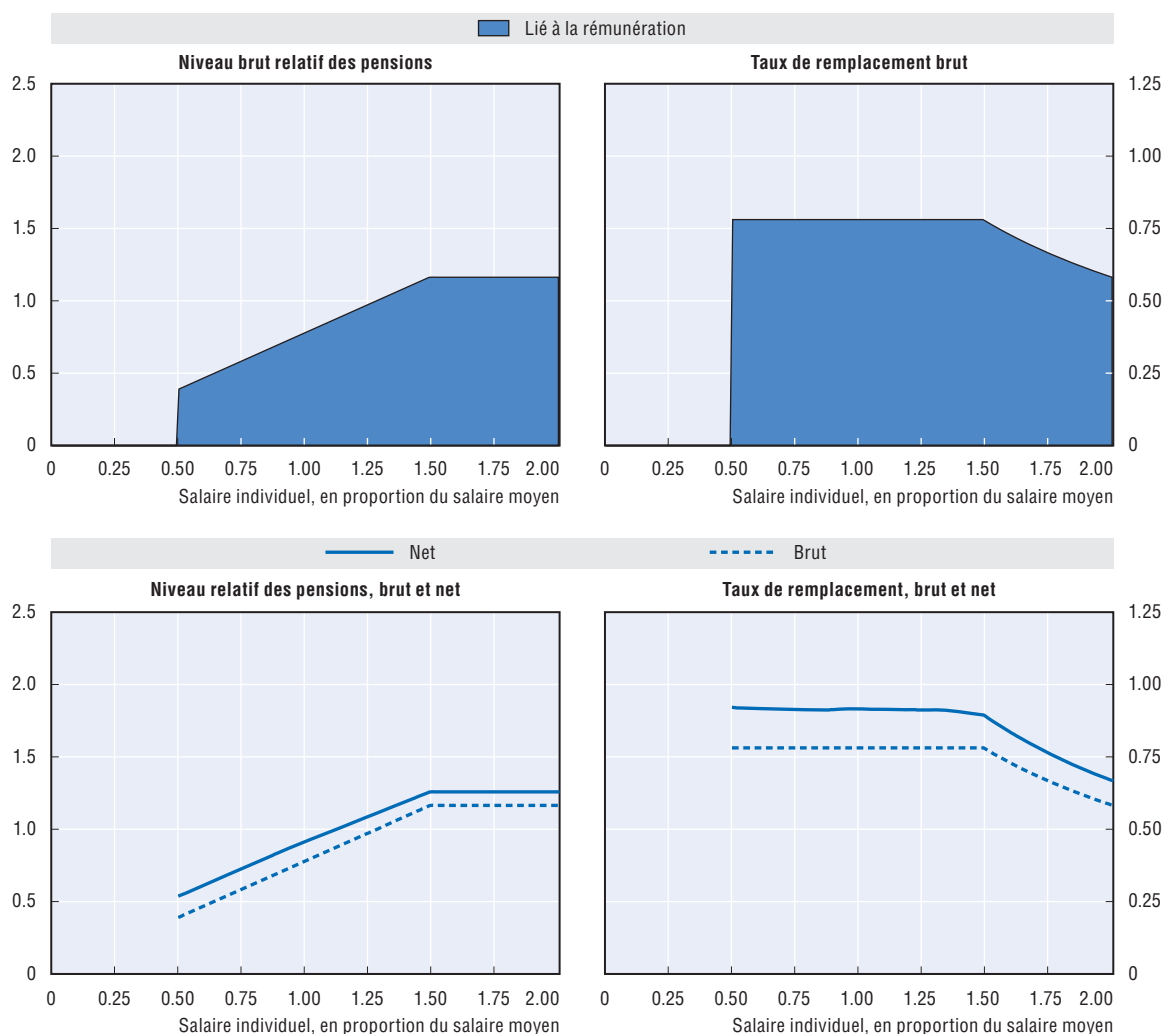 Lié à la rémunération
Niveau brut relatif des pensions
2.5
2.0
1.5
1.0
0.5
0
0 0.25 0.50 0.75 1.00 1.25 1.50 1.75 2.00
Salaire individuel, en proportion du salaire moyen
Taux de remplacement brut
1.25
1.00
0.75
0.50
0.25
0
0 0.25 0.50 0.75 1.00 1.25 1.50 1.75 2.00
Salaire individuel, en proportion du salaire moyen
Net Brut
Niveau relatif des pensions, brut et net
2.5
2.0
1.5
1.0
0.5
0
0 0.25 0.50 0.75 1.00 1.25 1.50 1.75 2.00
Salaire individuel, en proportion du salaire moyen
Taux de remplacement, brut et net
1.25
1.00
0.75
0.50
0.25
0
0 0.25 0.50 0.75 1.00 1.25 1.50 1.75 2.00
Salaire individuel, en proportion du salaire moyen